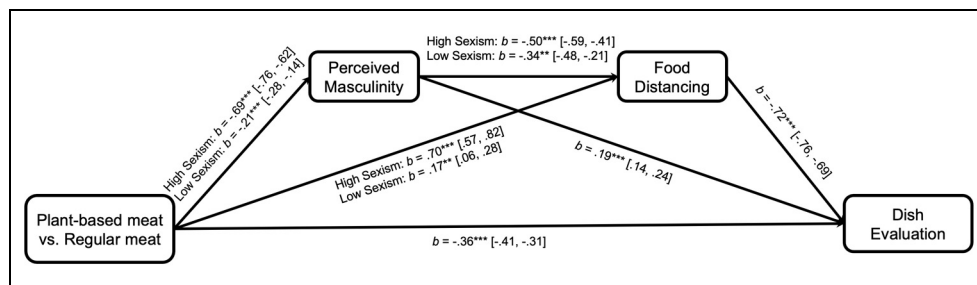 High Sexism: b = -.69*** [-.76, -.62]
Low Sexism: b = -.21*** [-.28, -.14]
Perceived
Masculinity
High Sexism: b = -.50*** [-.59, -.41]
Low Sexism: b = -.34** [-.48, -.21]
Food
Distancing
High Sexism: b = .70*** [.57, .82]
Low Sexism: b = .17** [.06, .28]
b = .19*** [.14, .24]
b = -.72*** [-.76, -.69]
Plant-based meat
vs. Regular meat
b = -.36*** [-.41, -.31]
Dish
Evaluation